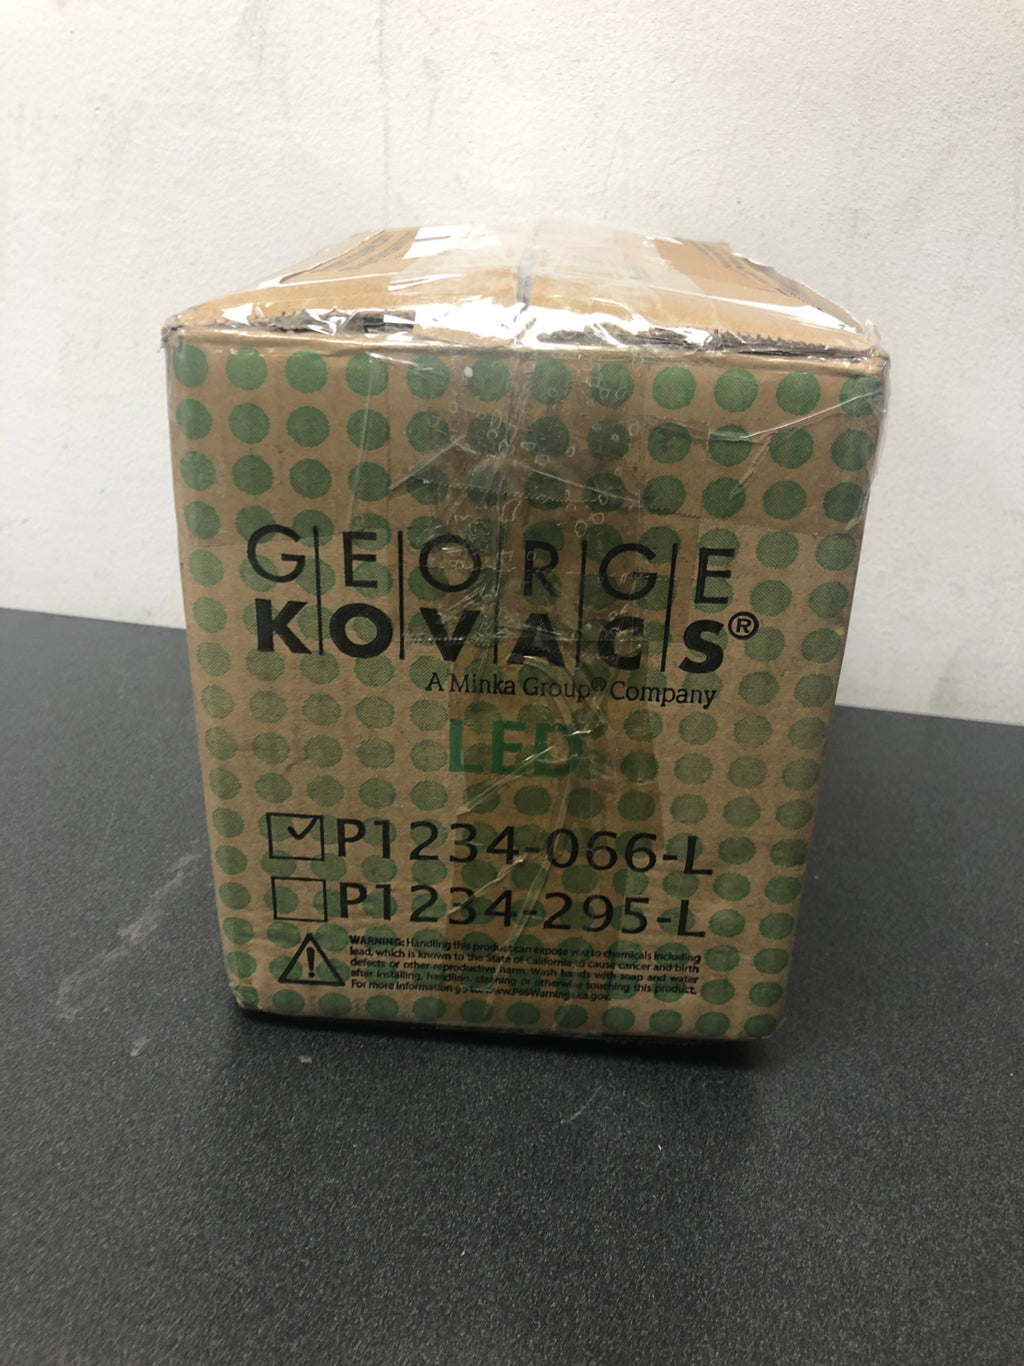 GEORGE
KOVACS®
A Minka Group® Company
LED
P1234-066-L
P1234-295-L
WARNING: Handling this product can expose you to chemicals including
lead, which is known to the State of California to cause cancer and birth
defects or other reproductive harm. Wash hands with soap and water
after installing, handling, cleaning or otherwise touching this product.
For more information go to www.P65Warnings.ca.gov.